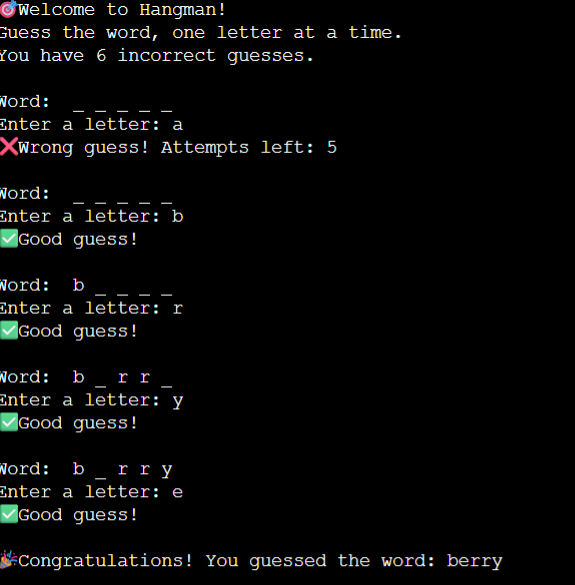 🎯Welcome to Hangman!
Guess the word, one letter at a time.
You have 6 incorrect guesses.
Word: _ _ _ _ _
Enter a letter: a
❌Wrong guess! Attempts left: 5
Word: _ _ _ _ _
Enter a letter: b
✅Good guess!
Word: b _ _ _ _
Enter a letter: r
✅Good guess!
Word: b _ r r _
Enter a letter: y
✅Good guess!
Word: b _ r r y
Enter a letter: e
✅Good guess!
🎉Congratulations! You guessed the word: berry